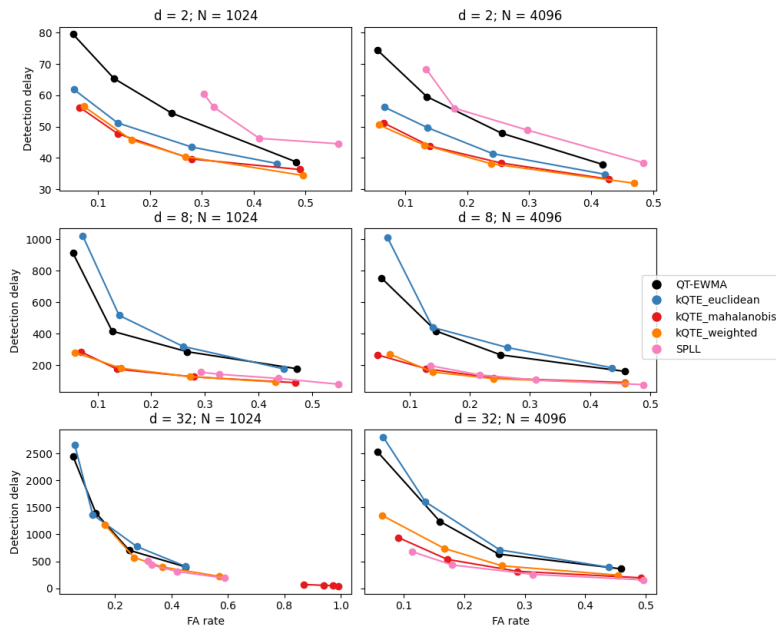 d = 2; N = 1024
d = 2; N = 4096
Detection delay
80
70
60
50
40
30
0.1 0.2 0.3 0.4 0.5
0.1 0.2 0.3 0.4 0.5
d = 8; N = 1024
d = 8; N = 4096
Detection delay
1000
800
600
400
200
0.1 0.2 0.3 0.4 0.5
0.1 0.2 0.3 0.4 0.5
QT-EWMA
kQTE_euclidean
kQTE_mahalanobis
kQTE_weighted
SPLL
d = 32; N = 1024
d = 32; N = 4096
Detection delay
2500
2000
1500
1000
500
0
0.2 0.4 0.6 0.8 1.0
0.1 0.2 0.3 0.4 0.5
FA rate
FA rate